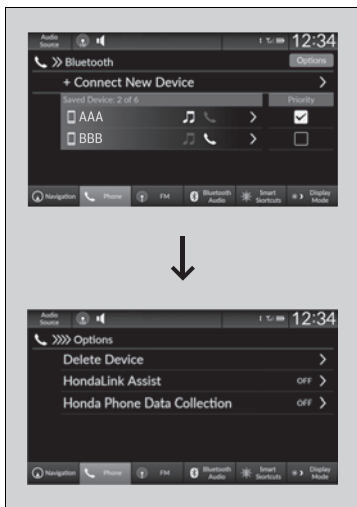 Audio
Source
12:34
Bluetooth
Options
+ Connect New Device
Saved Device: 2 of 6
Priority
AAA
BBB
Navigation
Phone
FM
Bluetooth
Audio
Smart
Shortcuts
Display
Mode
Audio
Source
12:34
Options
Delete Device
HondaLink Assist
OFF
Honda Phone Data Collection
OFF
Navigation
Phone
FM
Bluetooth
Audio
Smart
Shortcuts
Display
Mode